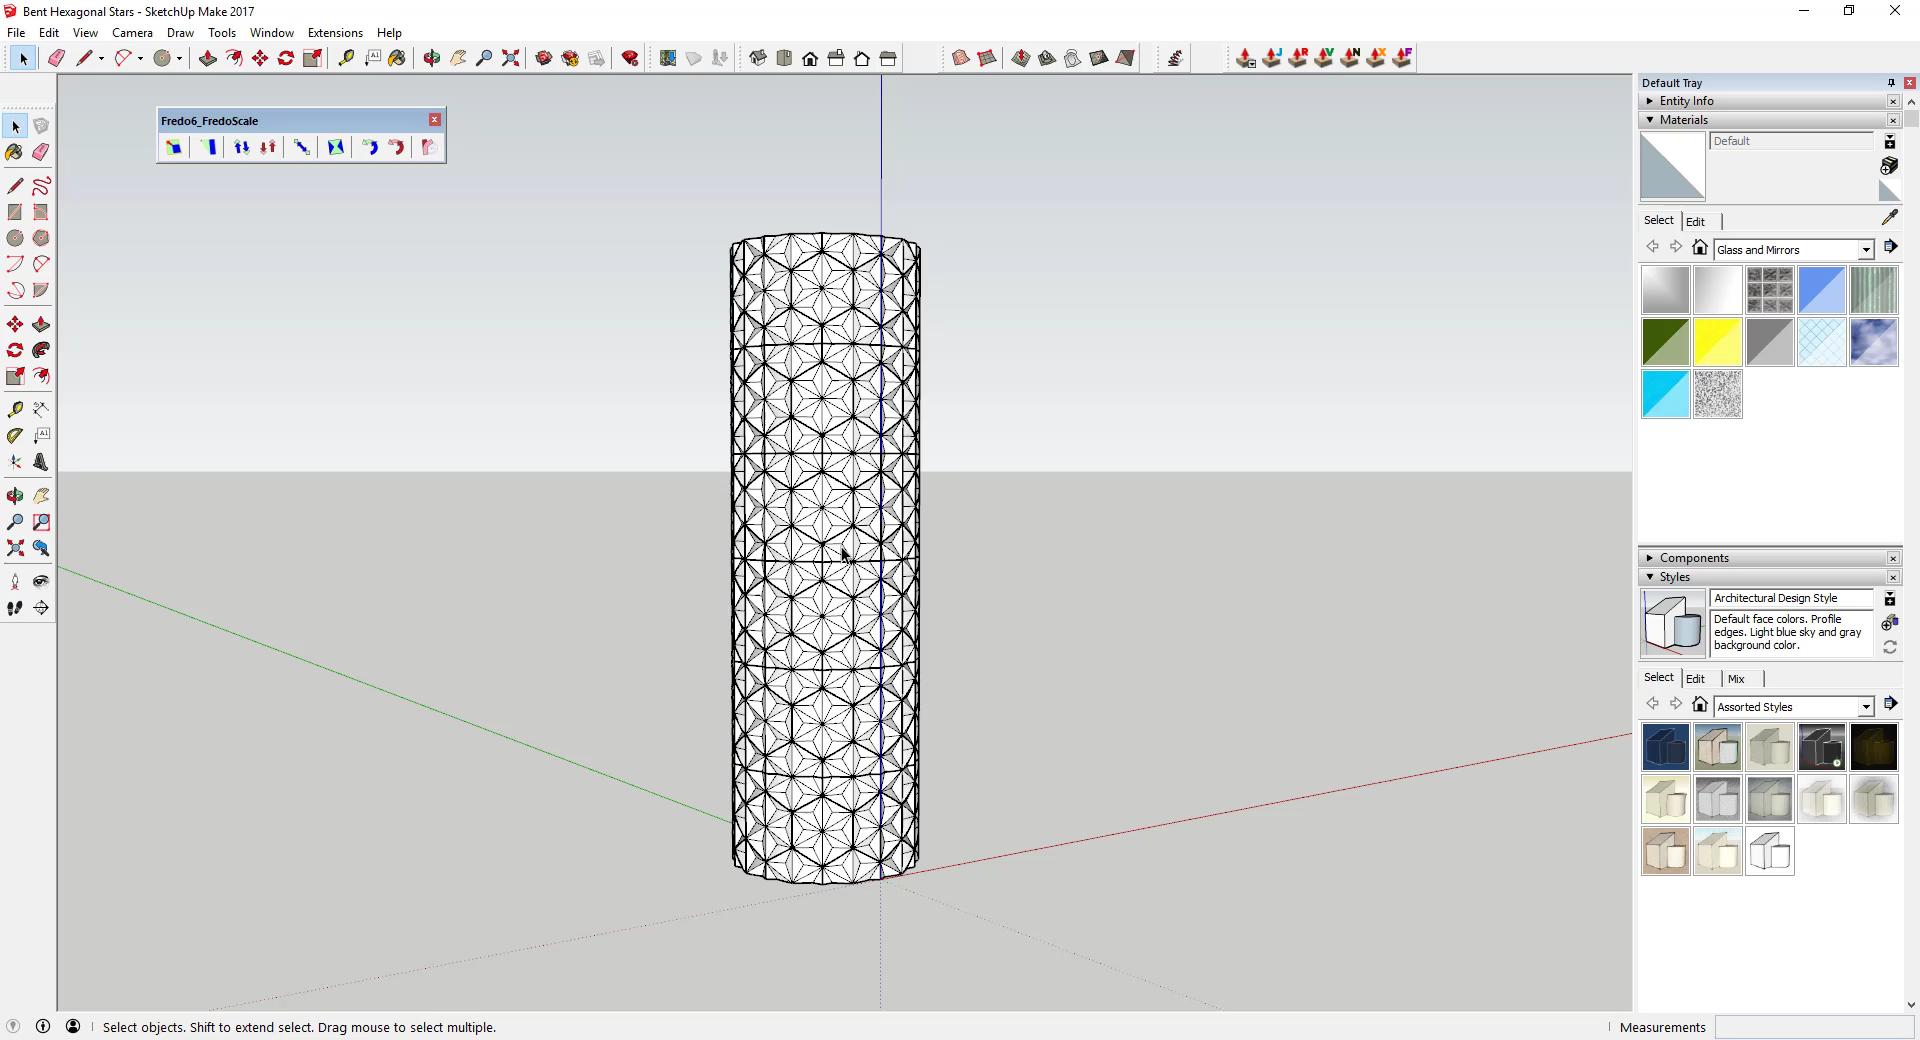 Bent Hexagonal Stars - SketchUp Make 2017
File Edit View Camera Draw Tools Window Extensions Help
J R V N X F
Default Tray
Entity Info
Materials
Fredo6_FredoScale
Default
A1
Select Edit
Glass and Mirrors
A1
Components
Styles
Architectural Design Style
Default face colors. Profile
edges. Light blue sky and gray
background color.
Select Edit Mix
Assorted Styles
Select objects. Shift to extend select. Drag mouse to select multiple.
Measurements